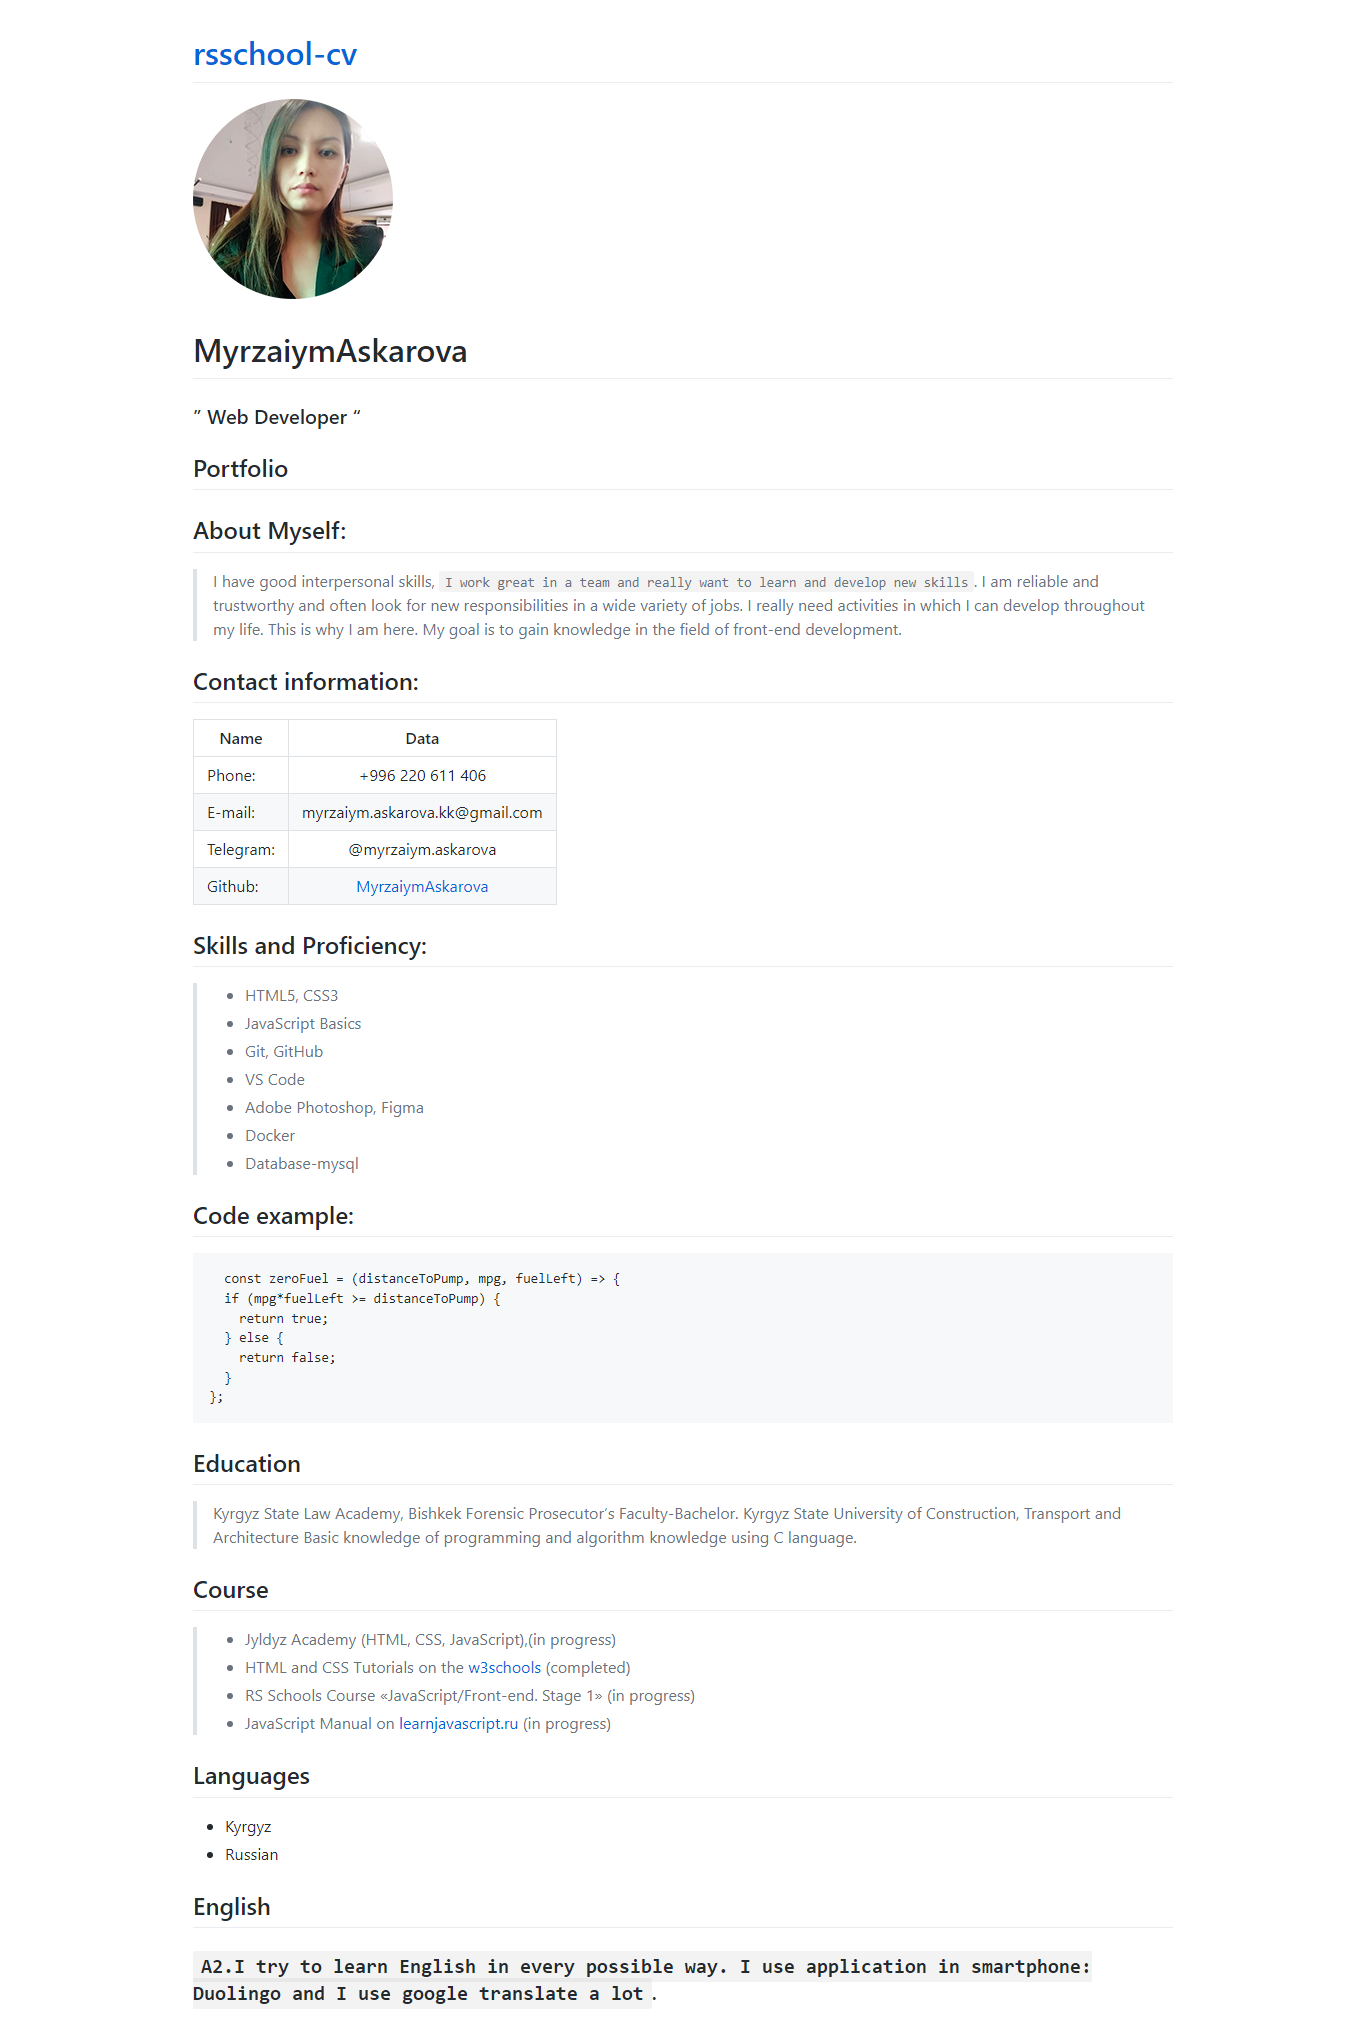 rsschool-cv
MyrzaiymAskarova
” Web Developer “
Portfolio
About Myself:
I have good interpersonal skills, I work great in a team and really want to learn and develop new skills. I am reliable and
trustworthy and often look for new responsibilities in a wide variety of jobs. I really need activities in which I can develop throughout
my life. This is why I am here. My goal is to gain knowledge in the field of front-end development.
Contact information:
Name Data
Phone: +996 220 611 406
E-mail: myrzaiym.askarova.kk@gmail.com
Telegram: @myrzaiym.askarova
Github: MyrzaiymAskarova
Skills and Proficiency:
• HTML5, CSS3
• JavaScript Basics
• Git, GitHub
• VS Code
• Adobe Photoshop, Figma
• Docker
• Database-mysql
Code example:
const zeroFuel = (distanceToPump, mpg, fuelLeft) => {
if (mpg*fuelLeft >= distanceToPump) {
return true;
} else {
return false;
}
};
Education
Kyrgyz State Law Academy, Bishkek Forensic Prosecutor’s Faculty-Bachelor. Kyrgyz State University of Construction, Transport and
Architecture Basic knowledge of programming and algorithm knowledge using C language.
Course
• Jyldyz Academy (HTML, CSS, JavaScript),(in progress)
• HTML and CSS Tutorials on the w3schools (completed)
• RS Schools Course «JavaScript/Front-end. Stage 1» (in progress)
• JavaScript Manual on learnjavascript.ru (in progress)
Languages
• Kyrgyz
• Russian
English
A2.I try to learn English in every possible way. I use application in smartphone:
Duolingo and I use google translate a lot.